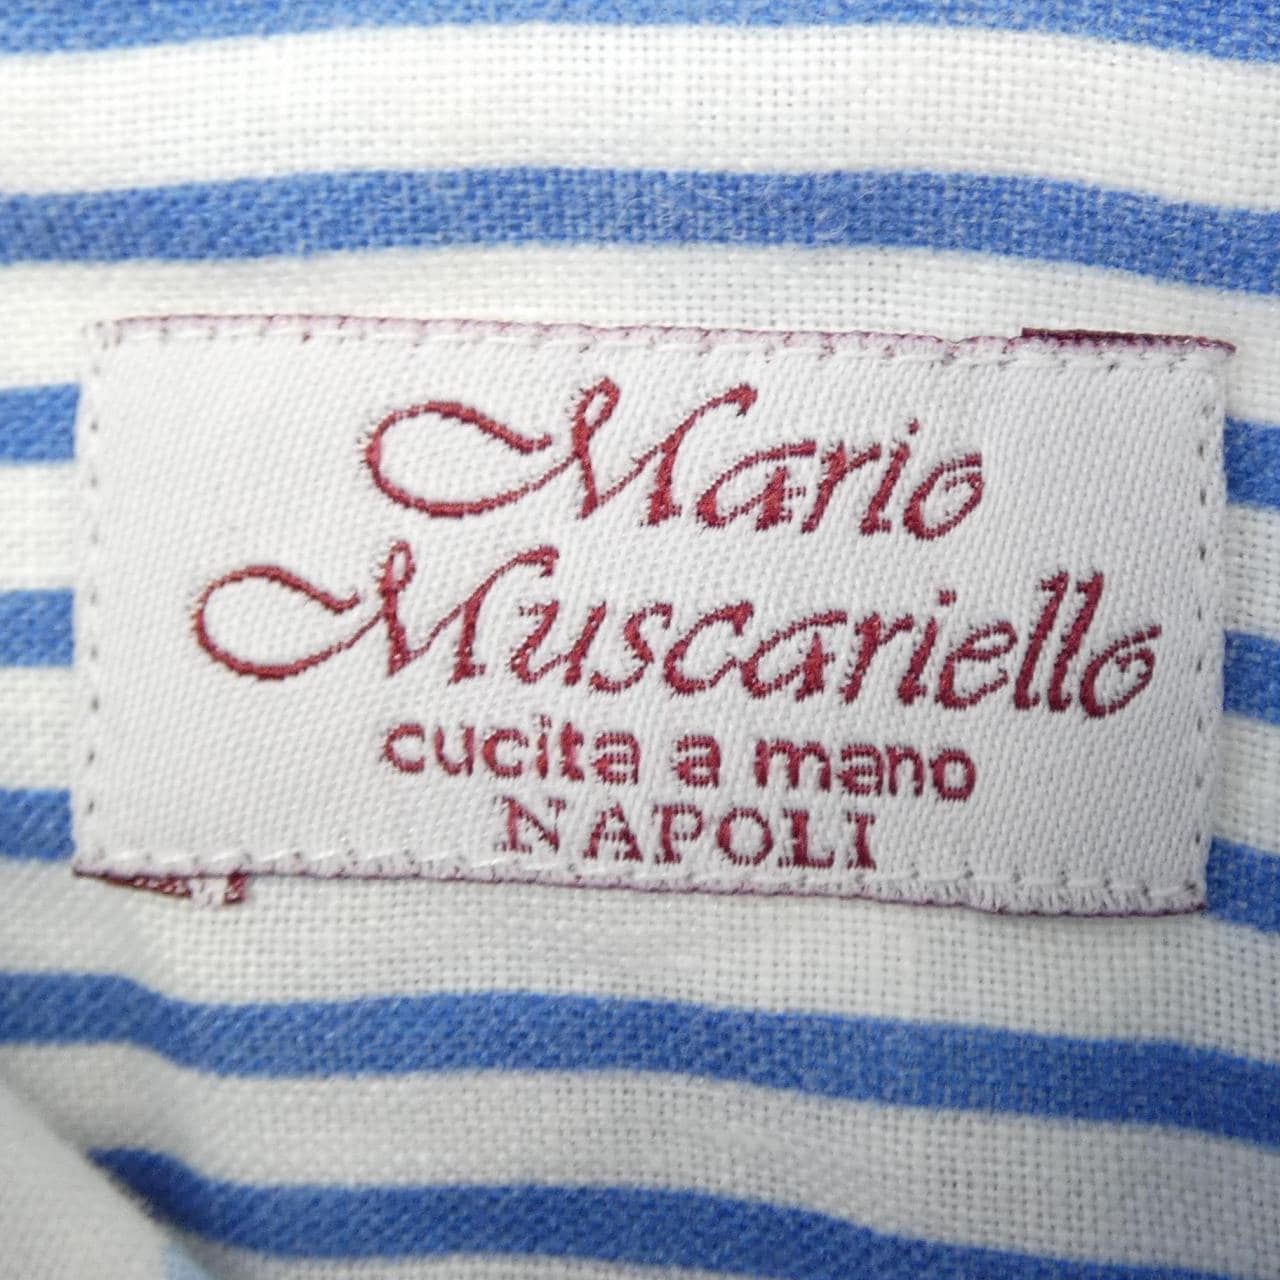 Mario
Muscariello
cucita a mano
NAPOLI